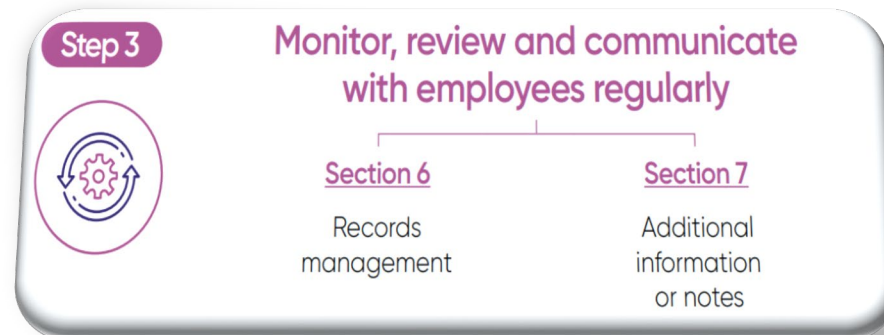 Step 3
Monitor, review and communicate
with employees regularly
Section 6
Records
management
Section 7
Additional
information
or notes